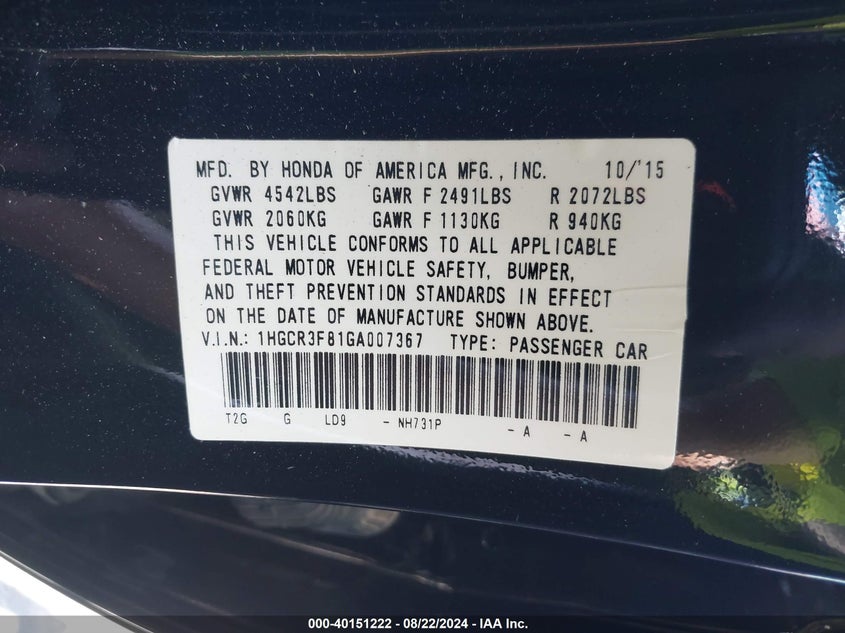 MFD. BY HONDA OF AMERICA MFG., INC. 10/'15
GVWR 4542LBS GAWR F 2491LBS R 2072LBS
GVWR 2060KG GAWR F 1130KG R 940KG
THIS VEHICLE CONFORMS TO ALL APPLICABLE
FEDERAL MOTOR VEHICLE SAFETY, BUMPER,
AND THEFT PREVENTION STANDARDS IN EFFECT
ON THE DATE OF MANUFACTURE SHOWN ABOVE.
V.I.N.: 1HGCR3F81GA007367 TYPE: PASSENGER CAR
T2G G LD9 - NH731P - A - A
000-40151222 - 08/22/2024 - IAA Inc.